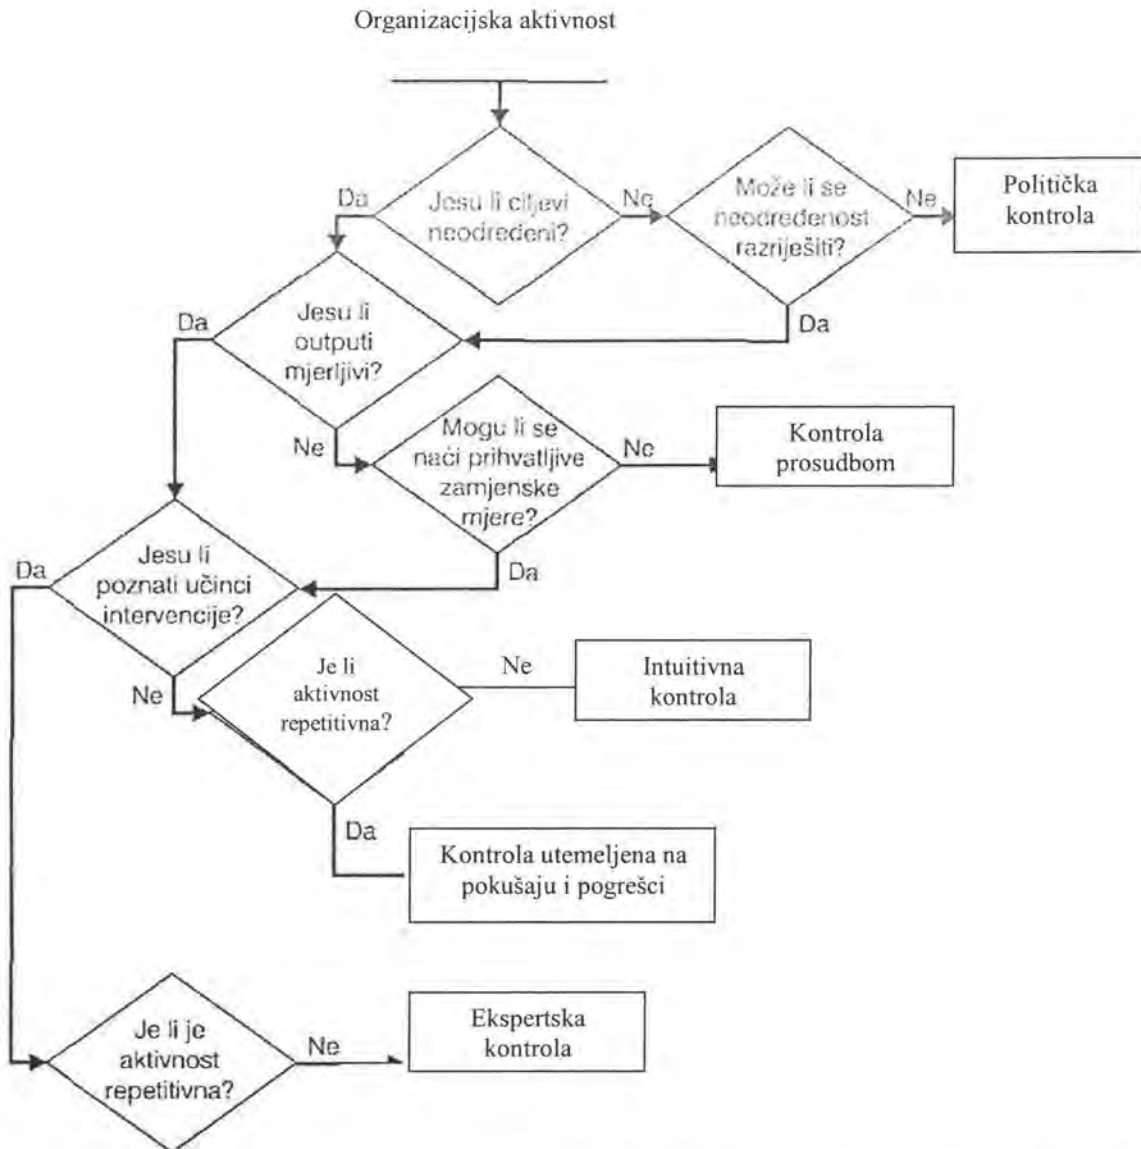 Organizacijska aktivnost
Da
Jesu li ciljevi
neodređeni?
Ne
Može li se
neodređenost
razriješiti?
Ne
Politička
kontrola
Da
Jesu li
outputi
mjerljivi?
Da
Ne
Mogu li se
naći prihvatljive
zamjenske
mjere?
Ne
Kontrola
prosudbom
Da
Jesu li
poznati učinci
intervencije?
Da
Ne
Je li
aktivnost
repetitivna?
Ne
Intuitivna
kontrola
Da
Kontrola utemeljena na
pokušaju i pogrešci
Je li je
aktivnost
repetitivna?
Ne
Ekspertska
kontrola